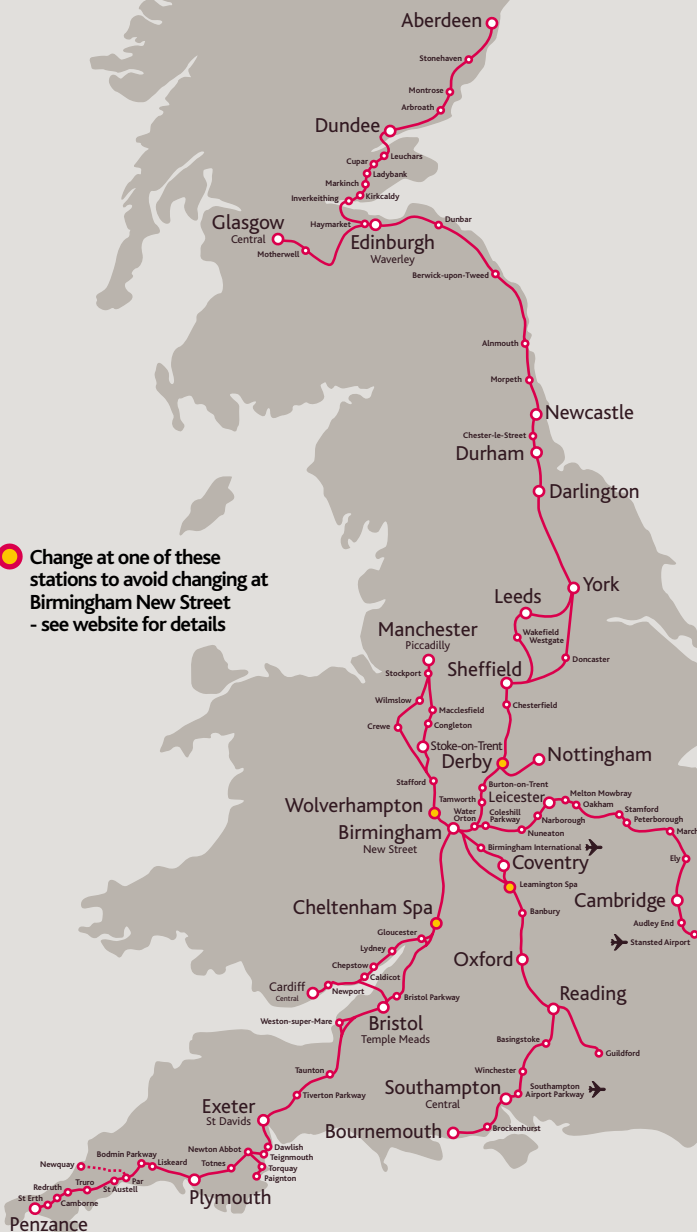 Aberdeen
Stonehaven
Montrose
Arbroath
Dundee
Leuchars
Cupar
Ladybank
Markinch
Kirkcaldy
Inverkeithing
Glasgow
Central
Haymarket
Dunbar
Edinburgh
Waverley
Motherwell
Berwick-upon-Tweed
Alnmouth
Morpeth
Newcastle
Chester-le-Street
Durham
Darlington
Change at one of these
stations to avoid changing at
Birmingham New Street
- see website for details
York
Leeds
Wakefield
Westgate
Manchester
Piccadilly
Doncaster
Stockport
Sheffield
Wilmslow
Chesterfield
Macclesfield
Crewe
Congleton
Stoke-on-Trent
Nottingham
Derby
Stafford
Burton-on-Trent
Tamworth
Leicester
Melton Mowbray
Oakham
Wolverhampton
Water
Orton
Coleshill
Parkway
Narborough
Stamford
Peterborough
Birmingham
New Street
Nuneaton
March
Birmingham International
Coventry
Ely
Leamington Spa
Cheltenham Spa
Banbury
Cambridge
Gloucester
Audley End
Lydney
Stansted Airport
Oxford
Chepstow
Caldicot
Cardiff
Central
Newport
Bristol Parkway
Reading
Weston-super-Mare
Bristol
Temple Meads
Basingstoke
Guildford
Taunton
Winchester
Tiverton Parkway
Southampton
Central
Southampton
Airport Parkway
Exeter
St Davids
Bournemouth
Brockenhurst
Dawlish
Newton Abbot
Teignmouth
Bodmin Parkway
Newquay
Liskeard
Totnes
Torquay
Paignton
Par
St Austell
Truro
Redruth
Plymouth
St Erth
Camborne
Penzance